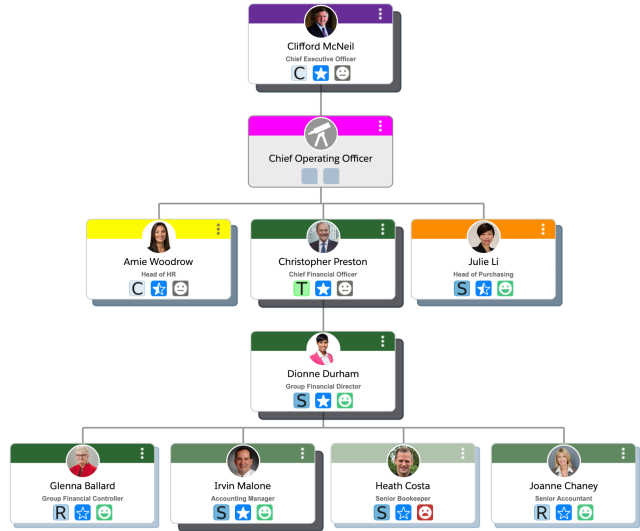 Clifford McNeil
Chief Executive Officer
C
Chief Operating Officer
Amie Woodrow
Head of HR
C
Christopher Preston
Chief Financial Officer
T
Julie Li
Head of Purchasing
S
Dionne Durham
Group Financial Director
S
Glenna Ballard
Group Financial Controller
R
Irvin Malone
Accounting Manager
S
Heath Costa
Senior Bookeeper
S
Joanne Chaney
Senior Accountant
R